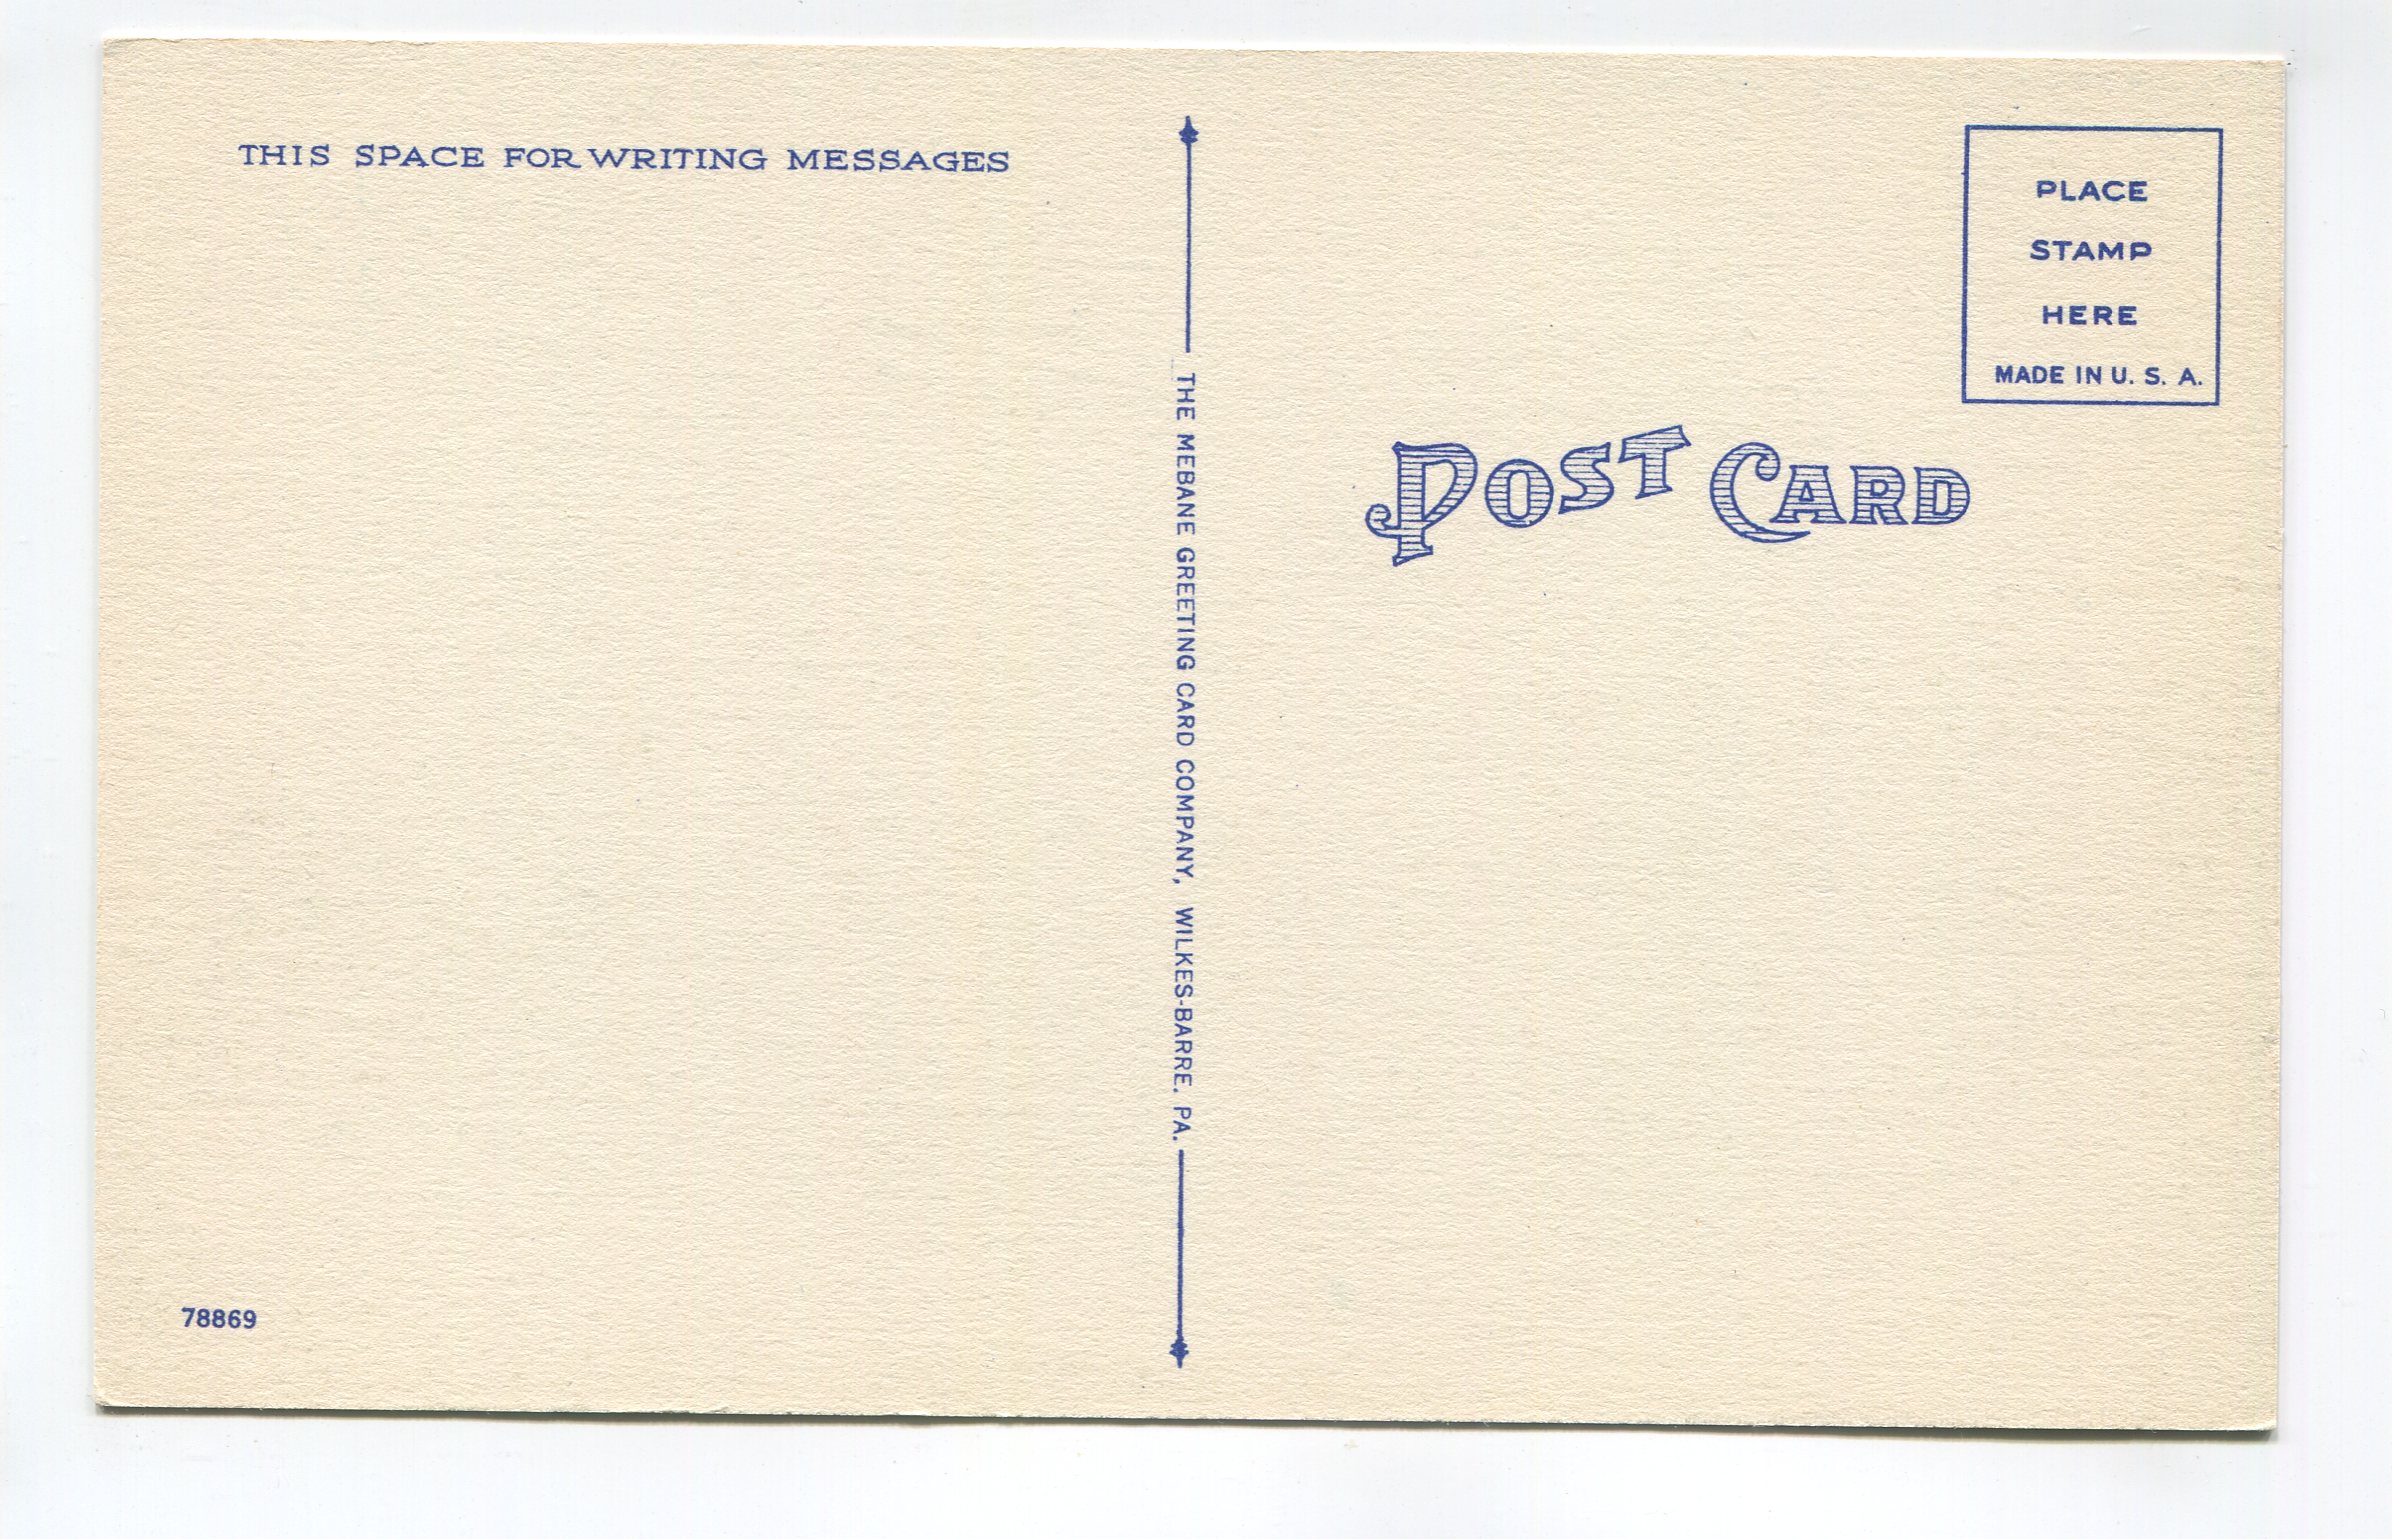 THIS SPACE FOR WRITING MESSAGES
THE MEBANE GREETING CARD COMPANY, WILKES-BARRE. PA.
PLACE
STAMP
HERE
MADE IN U. S. A.
POST CARD
78869